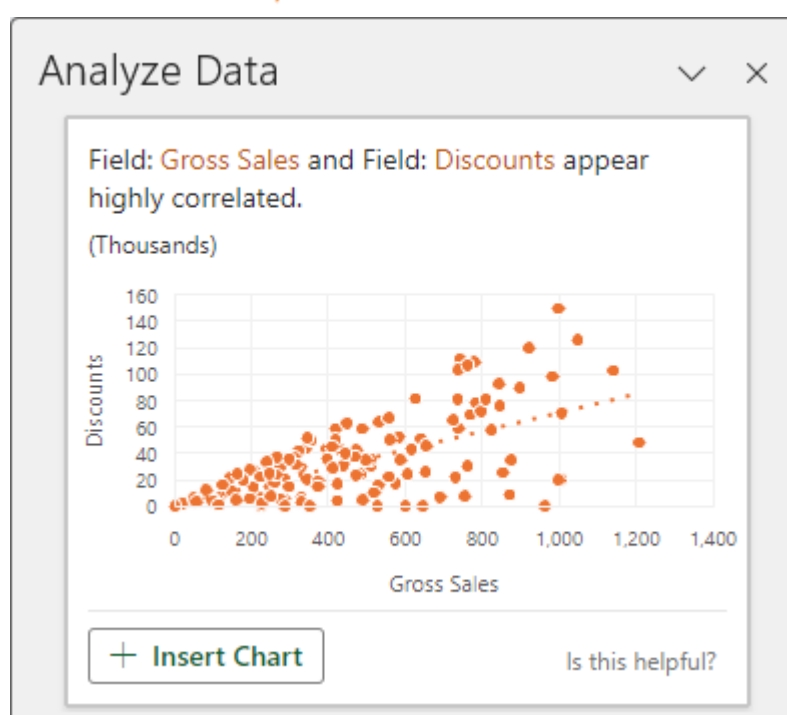 Analyze Data
Field: Gross Sales and Field: Discounts appear
highly correlated.
(Thousands)
160
140
120
100
80
60
40
20
0
Discounts
0 200 400 600 800 1,000 1,200 1,400
Gross Sales
+ Insert Chart
Is this helpful?